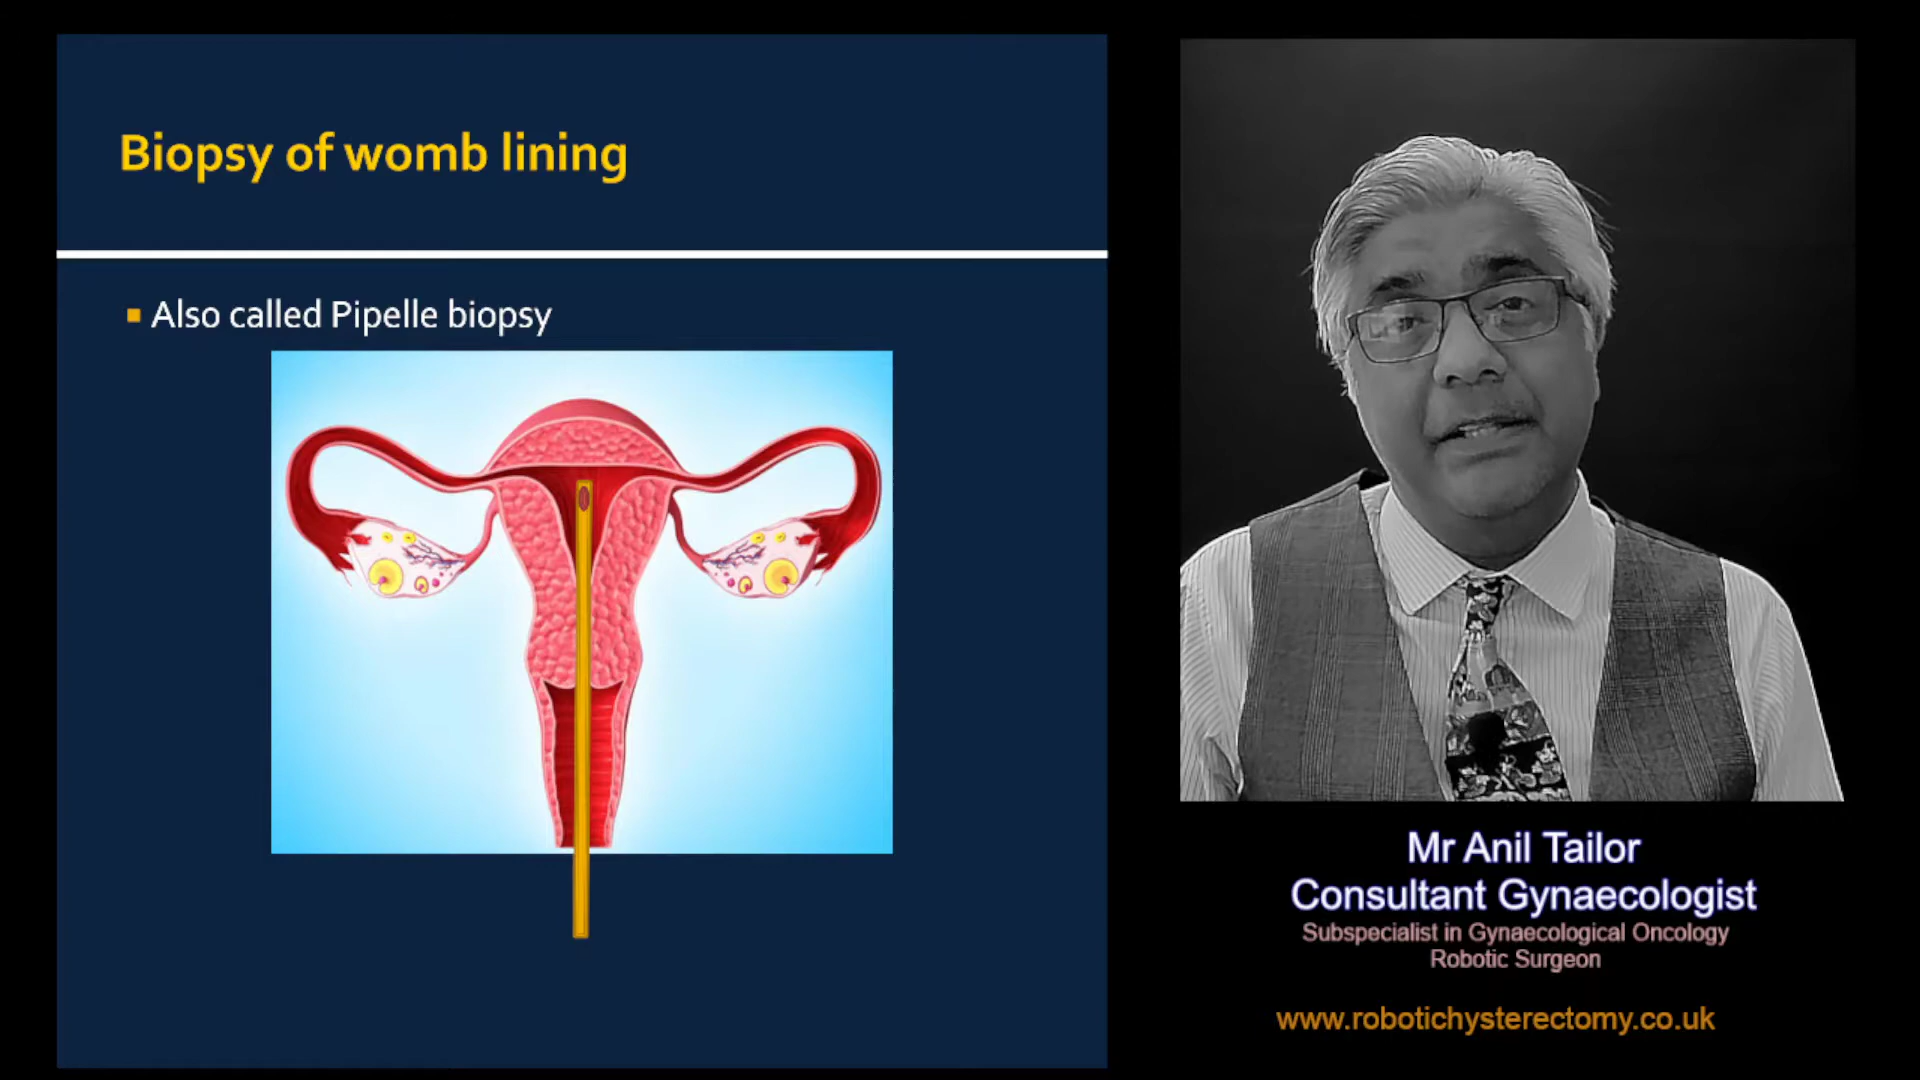 Biopsy of womb lining
Also called Pipelle biopsy
Mr Anil Tailor
Consultant Gynaecologist
Subspecialist in Gynaecological Oncology
Robotic Surgeon
www.robotichysterectomy.co.uk